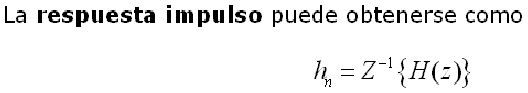 La respuesta impulso puede obtenerse como
hₙ = Z⁻¹{H(z)}